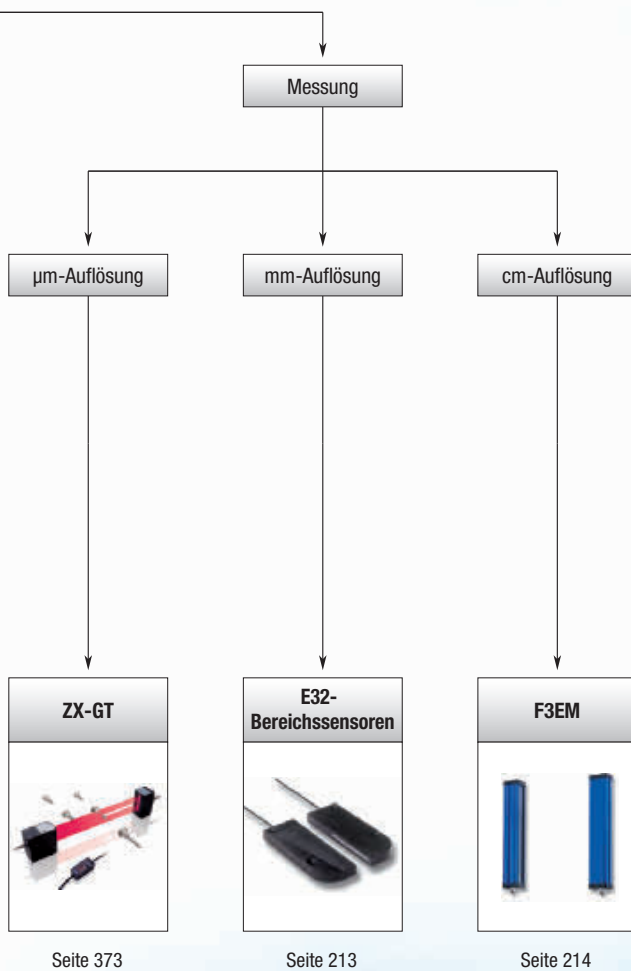 Messung
µm-Auflösung
mm-Auflösung
cm-Auflösung
ZX-GT
E32-
Bereichssensoren
F3EM
Seite 373
Seite 213
Seite 214